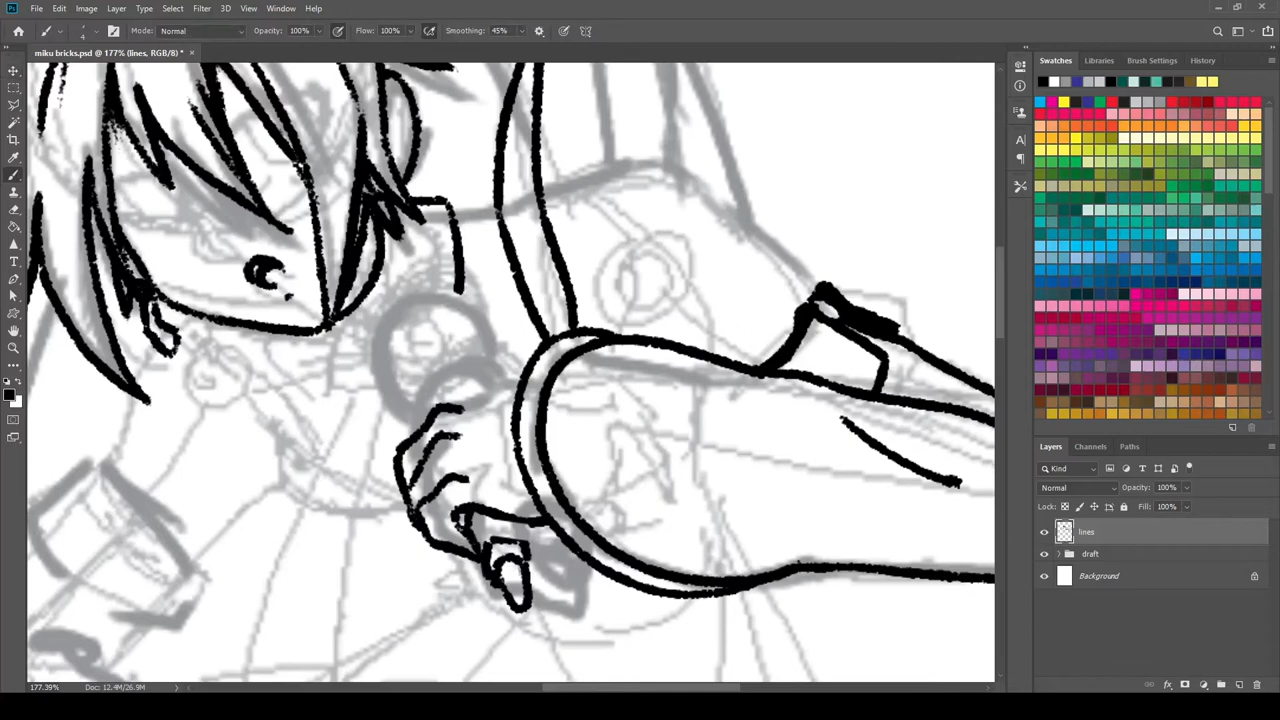 Ps File Edit Image Layer Type Select Filter 3D View Window Help
4 Mode: Normal Opacity: 100% Flow: 100% Smoothing: 45%
miku bricks.psd @ 177% (lines, RGB/8) * ×
Swatches Libraries Brush Settings History
Layers Channels Paths
Kind
Normal Opacity: 100%
Lock: Fill: 100%
lines
draft
Background
177.39% Doc: 12.4M/26.9M